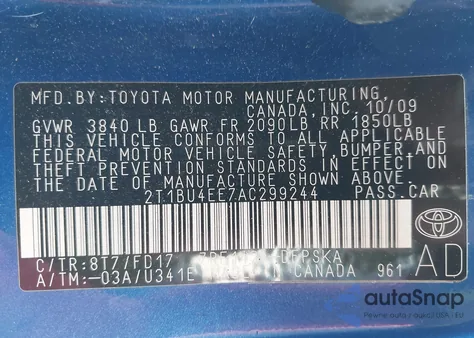 MFD.BY:TOYOTA MOTOR MANUFACTURING,
CANADA, INC. 10/09
GVWR 3840 LB GAWR FR 2090LB RR 1850LB
THIS VEHICLE CONFORMS TO ALL APPLICABLE
FEDERAL MOTOR VEHICLE SAFETY, BUMPER, AND
THEFT PREVENTION STANDARDS IN EFFECT ON
THE DATE OF MANUFACTURE SHOWN ABOVE.
2T1BU4EE7AC299244 PASS.CAR
C/TR:8T7/FD17
A/TM:-03A/U341E CANADA 961
TOYOTA
AD
autoSnap